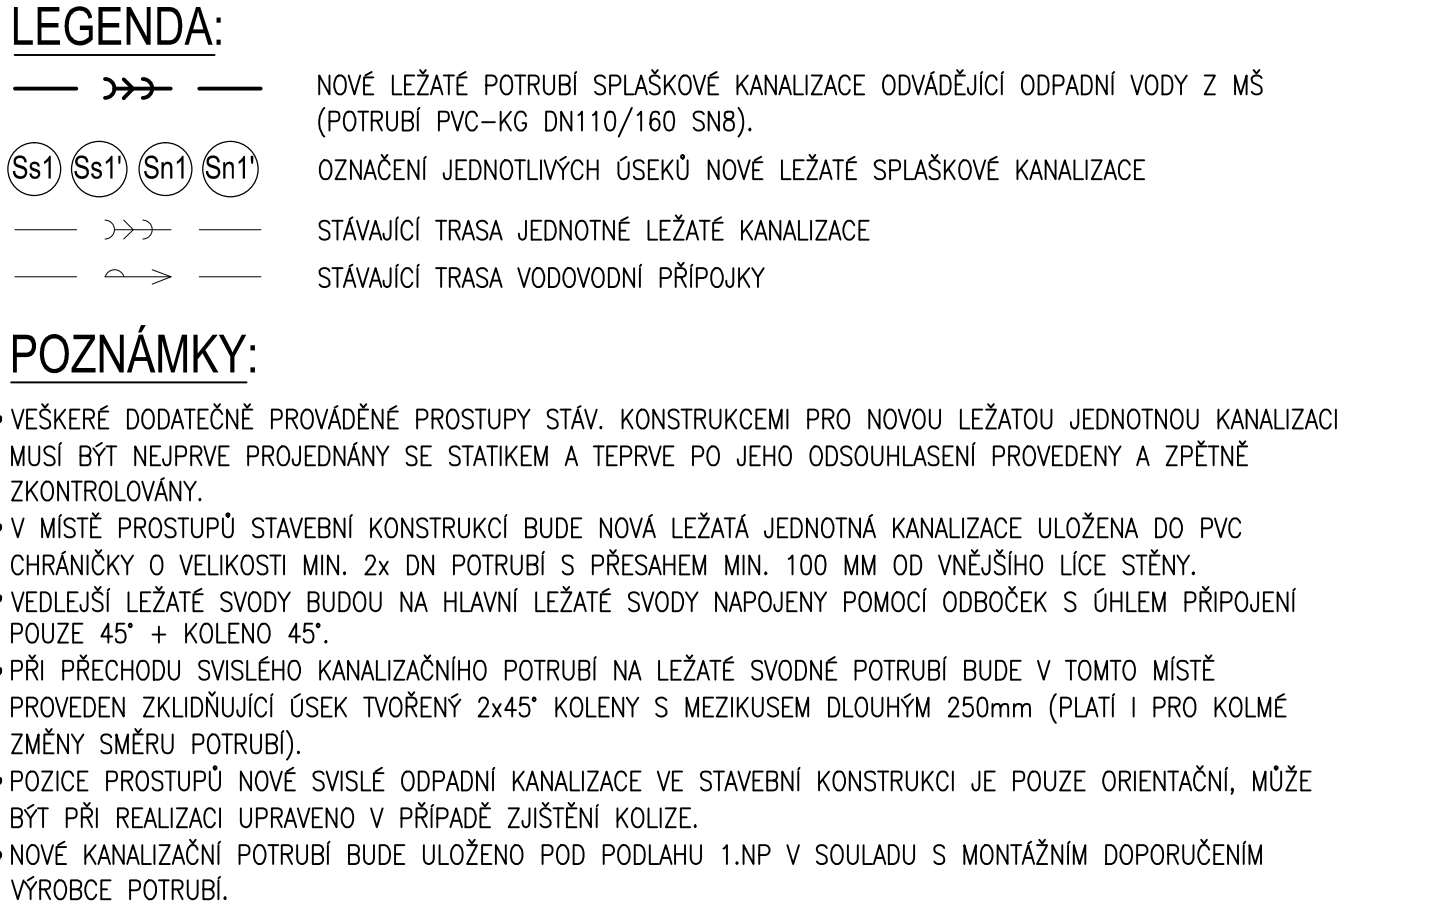 LEGENDA:
NOVÉ LEŽATÉ POTRUBÍ SPLAŠKOVÉ KANALIZACE ODVÁDĚJÍCÍ ODPADNÍ VODY Z MŠ
(POTRUBÍ PVC-KG DN110/160 SN8).
Ss1 Ss1' Sn1 Sn1' OZNAČENÍ JEDNOTLIVÝCH ÚSEKŮ NOVÉ LEŽATÉ SPLAŠKOVÉ KANALIZACE
STÁVAJÍCÍ TRASA JEDNOTNÉ LEŽATÉ KANALIZACE
STÁVAJÍCÍ TRASA VODOVODNÍ PŘÍPOJKY
POZNÁMKY:
• VEŠKERÉ DODATEČNĚ PROVÁDĚNÉ PROSTUPY STÁV. KONSTRUKCEMI PRO NOVOU LEŽATOU JEDNOTNOU KANALIZACI
MUSÍ BÝT NEJPRVE PROJEDNÁNY SE STATIKEM A TEPRVE PO JEHO ODSOUHLASENÍ PROVEDENY A ZPĚTNĚ
ZKONTROLOVÁNY.
• V MÍSTĚ PROSTUPŮ STAVEBNÍ KONSTRUKCÍ BUDE NOVÁ LEŽATÁ JEDNOTNÁ KANALIZACE ULOŽENA DO PVC
CHRÁNIČKY O VELIKOSTI MIN. 2x DN POTRUBÍ S PŘESAHEM MIN. 100 MM OD VNĚJŠÍHO LÍCE STĚNY.
• VEDLEJŠÍ LEŽATÉ SVODY BUDOU NA HLAVNÍ LEŽATÉ SVODY NAPOJENY POMOCÍ ODBOČEK S ÚHLEM PŘIPOJENÍ
POUZE 45° + KOLENO 45°.
• PŘI PŘECHODU SVISLÉHO KANALIZAČNÍHO POTRUBÍ NA LEŽATÉ SVODNÉ POTRUBÍ BUDE V TOMTO MÍSTĚ
PROVEDEN ZKLIDŇUJÍCÍ ÚSEK TVOŘENÝ 2x45° KOLENY S MEZIKUSEM DLOUHÝM 250mm (PLATÍ I PRO KOLMÉ
ZMĚNY SMĚRU POTRUBÍ).
• POZICE PROSTUPŮ NOVÉ SVISLÉ ODPADNÍ KANALIZACE VE STAVEBNÍ KONSTRUKCI JE POUZE ORIENTAČNÍ, MŮŽE
BÝT PŘI REALIZACI UPRAVENO V PŘÍPADĚ ZJIŠTĚNÍ KOLIZE.
• NOVÉ KANALIZAČNÍ POTRUBÍ BUDE ULOŽENO POD PODLAHU 1.NP V SOULADU S MONTÁŽNÍM DOPORUČENÍM
VÝROBCE POTRUBÍ.